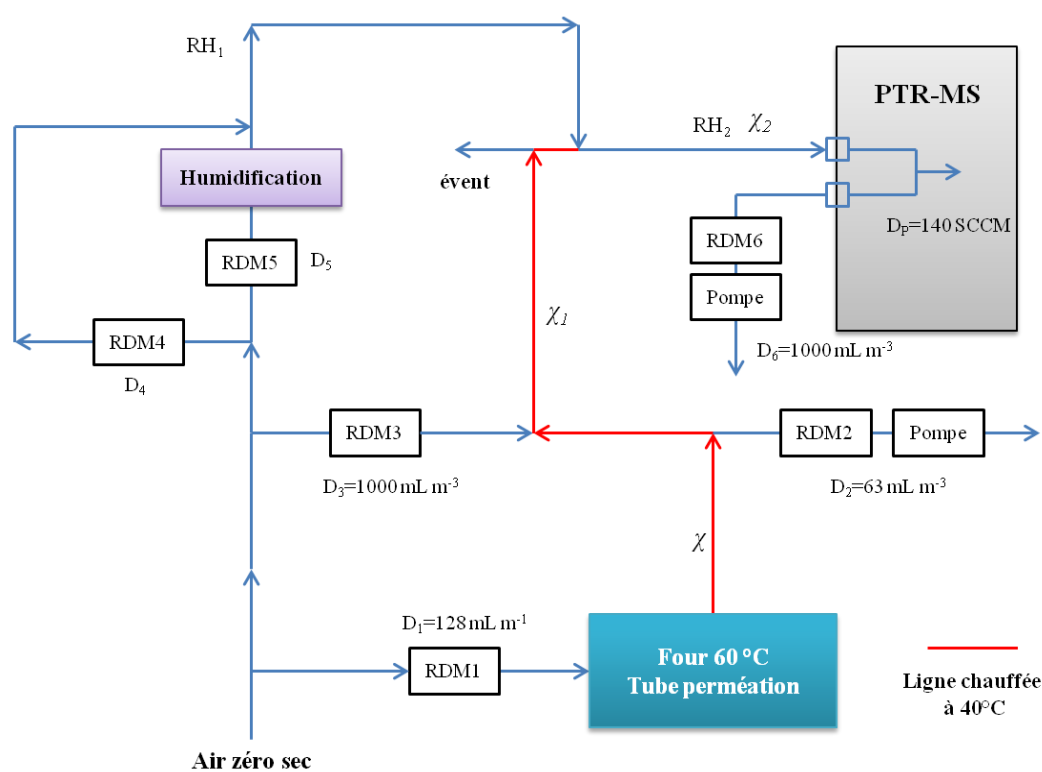 RH₁
PTR-MS
RH₂ χ₂
Humidification
évent
D_P=140 SCCM
RDM6
RDM5
D₅
Pompe
χ₁
RDM4
D₆=1000 mL m⁻³
D₄
RDM3
RDM2
Pompe
D₃=1000 mL m⁻³
D₂=63 mL m⁻³
χ
D₁=128 mL m⁻¹
RDM1
Four 60 °C
Tube perméation
Ligne chauffée
à 40°C
Air zéro sec